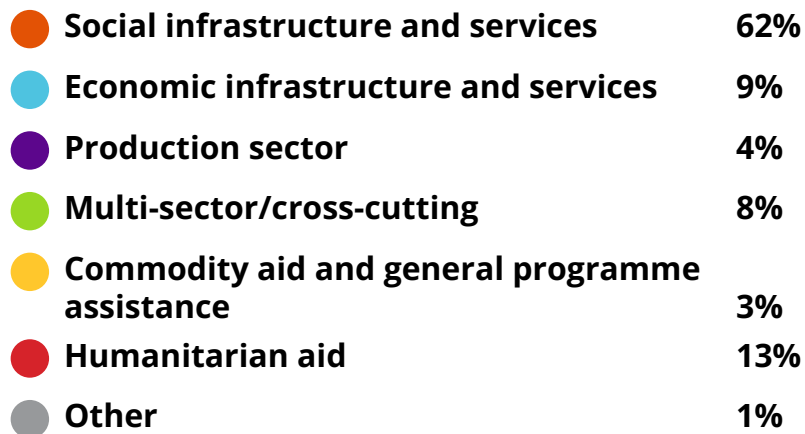 Social infrastructure and services 62%
Economic infrastructure and services 9%
Production sector 4%
Multi-sector/cross-cutting 8%
Commodity aid and general programme
assistance 3%
Humanitarian aid 13%
Other 1%